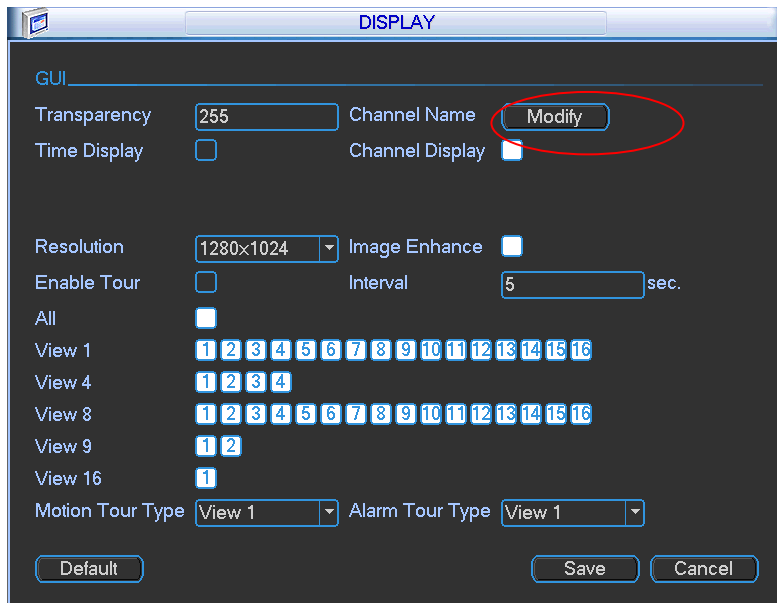 DISPLAY
GUI
Transparency 255 Channel Name Modify
Time Display Channel Display
Resolution 1280×1024 Image Enhance
Enable Tour Interval 5 sec.
All
View 1 1 2 3 4 5 6 7 8 9 10 11 12 13 14 15 16
View 4 1 2 3 4
View 8 1 2 3 4 5 6 7 8 9 10 11 12 13 14 15 16
View 9 1 2
View 16 1
Motion Tour Type View 1 Alarm Tour Type View 1
Default Save Cancel